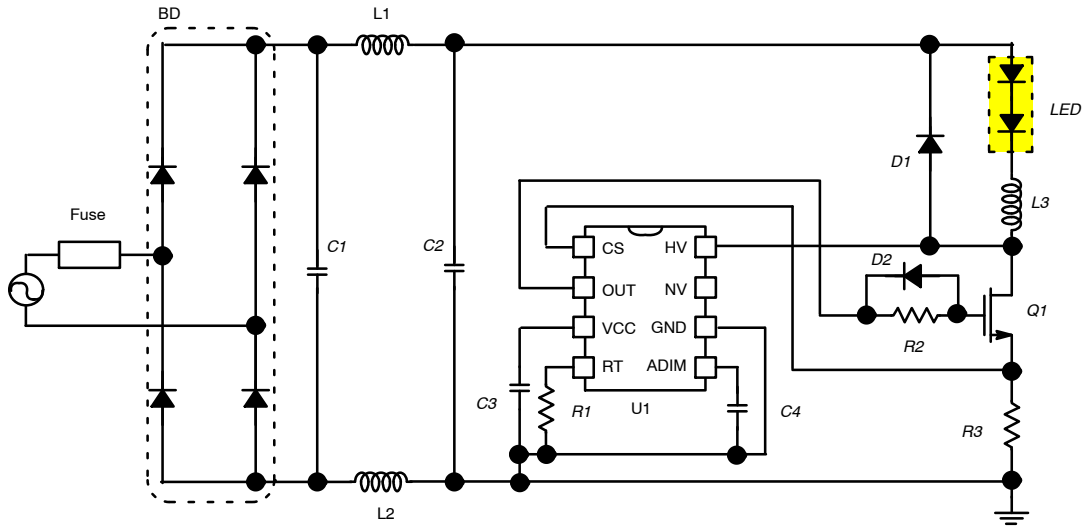 BD
L1
LED
D1
L3
Fuse
C1
C2
CS
HV
D2
OUT
NV
Q1
VCC
GND
R2
RT
ADIM
C3
R1
U1
C4
R3
L2